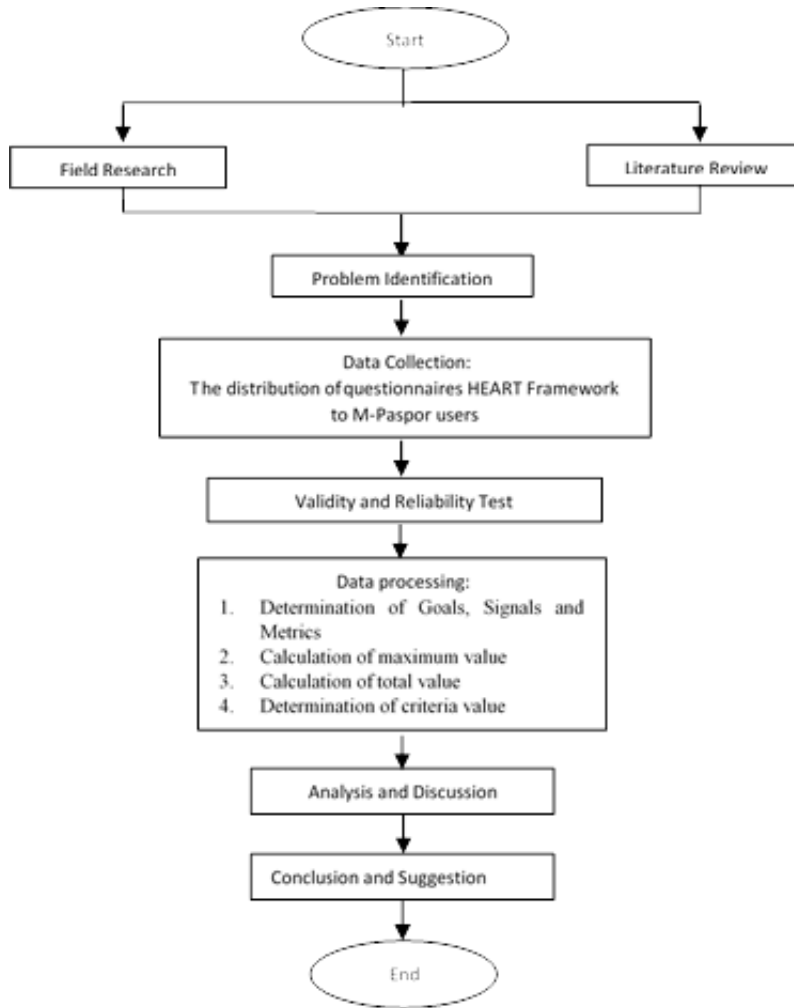 Start
Field Research
Literature Review
Problem Identification
Data Collection:
The distribution of questionnaires HEART Framework
to M-Paspor users
Validity and Reliability Test
Data processing:
1. Determination of Goals, Signals and
Metrics
2. Calculation of maximum value
3. Calculation of total value
4. Determination of criteria value
Analysis and Discussion
Conclusion and Suggestion
End